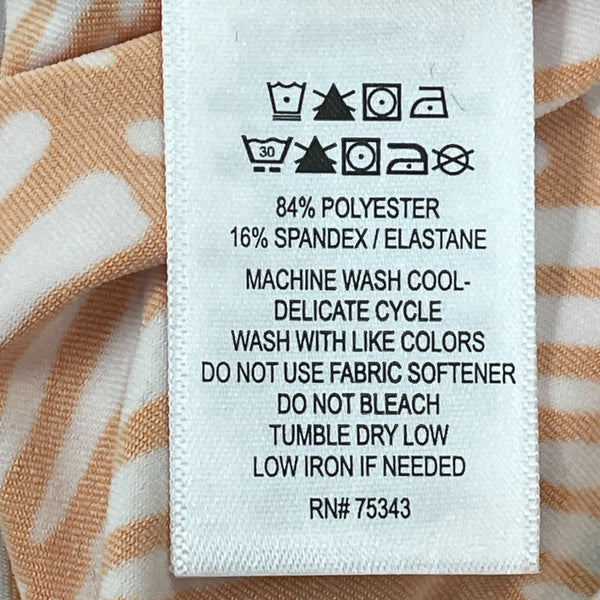 30
84% POLYESTER
16% SPANDEX / ELASTANE
MACHINE WASH COOL-
DELICATE CYCLE
WASH WITH LIKE COLORS
DO NOT USE FABRIC SOFTENER
DO NOT BLEACH
TUMBLE DRY LOW
LOW IRON IF NEEDED
RN# 75343